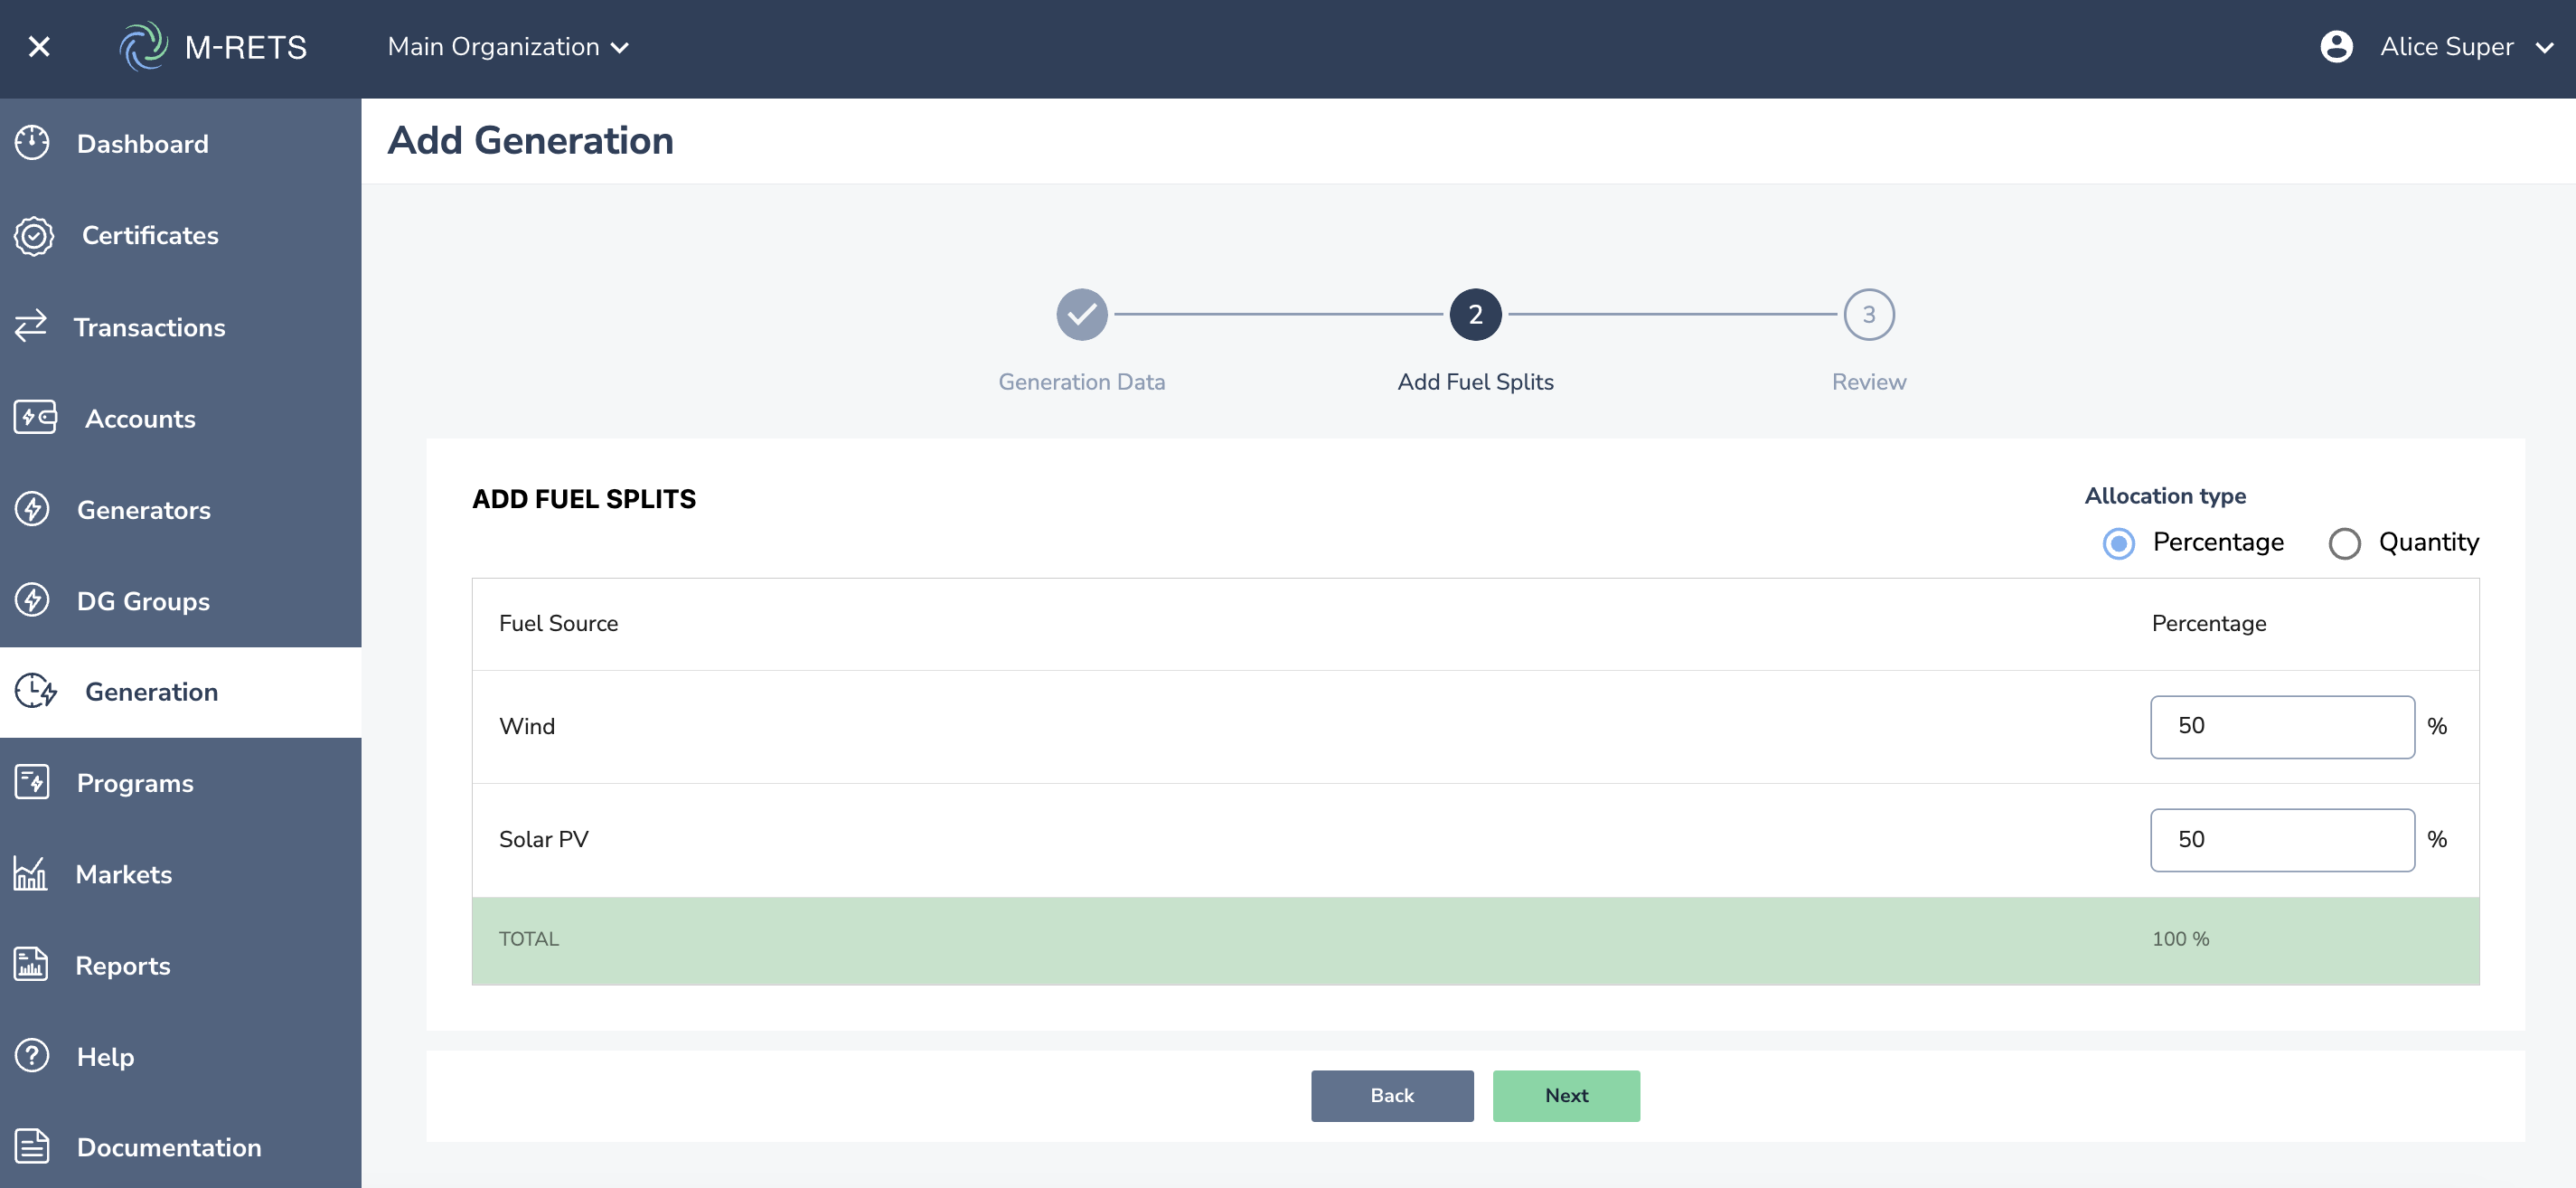 M-RETS
Main Organization
Alice Super
Dashboard
Certificates
Transactions
Accounts
Generators
DG Groups
Generation
Programs
Markets
Reports
Help
Documentation
Add Generation
2
3
Generation Data
Add Fuel Splits
Review
ADD FUEL SPLITS
Allocation type
Percentage
Quantity
Fuel Source Percentage
Wind 50 %
Solar PV 50 %
TOTAL 100 %
Back
Next